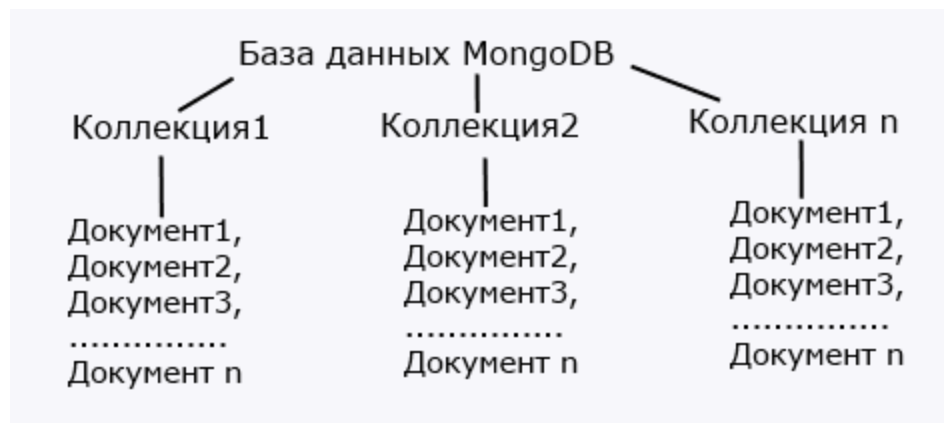 База данных MongoDB
Коллекция1
Коллекция2
Коллекция n
Документ1,
Документ2,
Документ3,
...............
Документ n
Документ1,
Документ2,
Документ3,
...............
Документ n
Документ1,
Документ2,
Документ3,
...............
Документ n